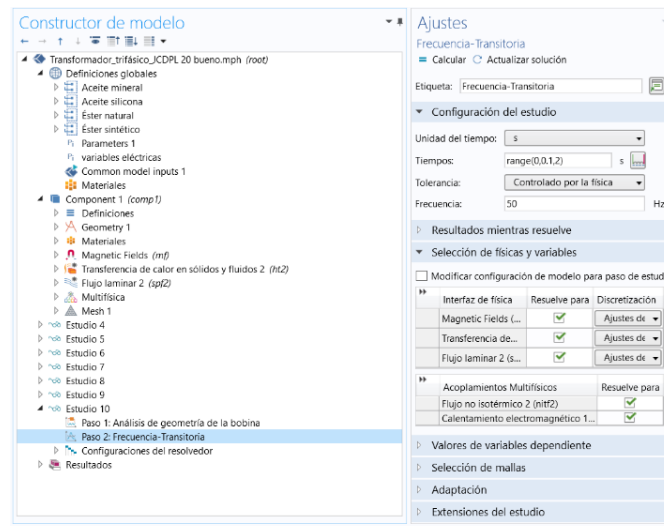 Constructor de modelo
Transformador_trifásico_JCDPL 20 bueno.mph (root)
Definiciones globales
Aceite mineral
Aceite silicona
Éster natural
Éster sintético
Pi Parameters 1
Pi variables eléctricas
Common model inputs 1
Materiales
Component 1 (comp1)
Definiciones
Geometry 1
Materiales
Magnetic Fields (mf)
Transferencia de calor en sólidos y fluidos 2 (ht2)
Flujo laminar 2 (spf2)
Multifísica
Mesh 1
Estudio 4
Estudio 5
Estudio 6
Estudio 7
Estudio 8
Estudio 9
Estudio 10
Paso 1: Análisis de geometría de la bobina
Paso 2: Frecuencia-Transitoria
Configuraciones del resolvedor
Resultados
Ajustes
Frecuencia-Transitoria
= Calcular Actualizar solución
Etiqueta: Frecuencia-Transitoria
Configuración del estudio
Unidad del tiempo: s
Tiempos: range(0,0.1,2) s
Tolerancia: Controlado por la física
Frecuencia: 50 Hz
Resultados mientras resuelve
Selección de físicas y variables
Modificar configuración de modelo para paso de estud
Interfaz de física Resuelve para Discretización
Magnetic Fields (... Ajustes de
Transferencia de... Ajustes de
Flujo laminar 2 (s... Ajustes de
Acoplamientos Multifísicos Resuelve para
Flujo no isotérmico 2 (nitf2)
Calentamiento electromagnético 1...
Valores de variables dependiente
Selección de mallas
Adaptación
Extensiones del estudio